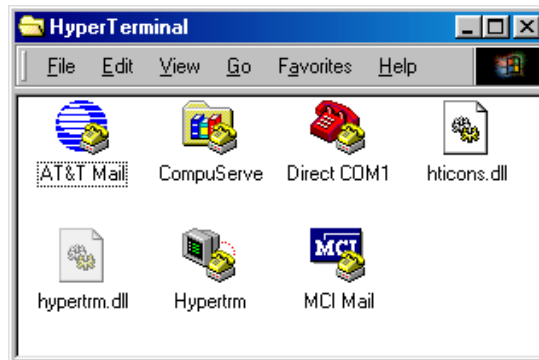 HyperTerminal
File Edit View Go Favorites Help
AT&T Mail CompuServe Direct COM1 hticons.dll
MCI
hypertrm.dll Hypertrm MCI Mail